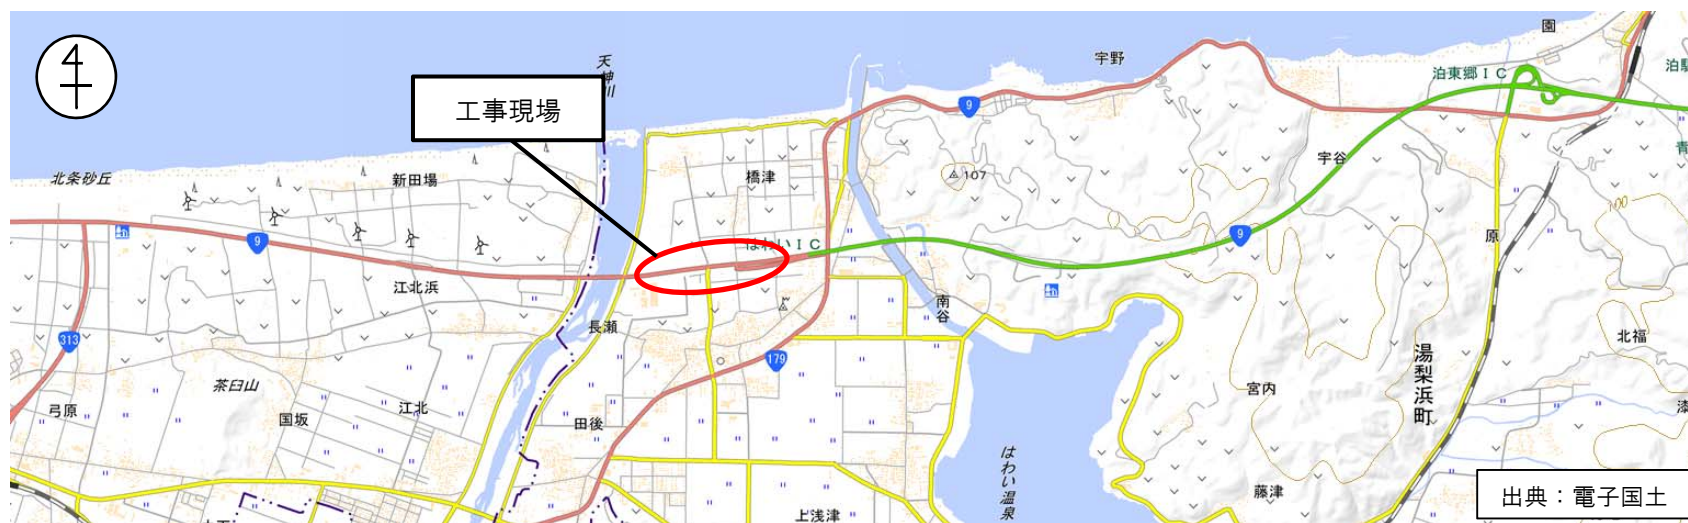 園
宇野
泊東郷ＩＣ
天神川
工事現場
9
宇谷
北条砂丘
新田場
橋津
107
9
はわいＩＣ
9
原
江北浜
南谷
313
長瀬
179
北福
湯梨浜町
茶臼山
江北
宮内
弓原
国坂
田後
はわい温泉
藤津
上浅津
出典：電子国土